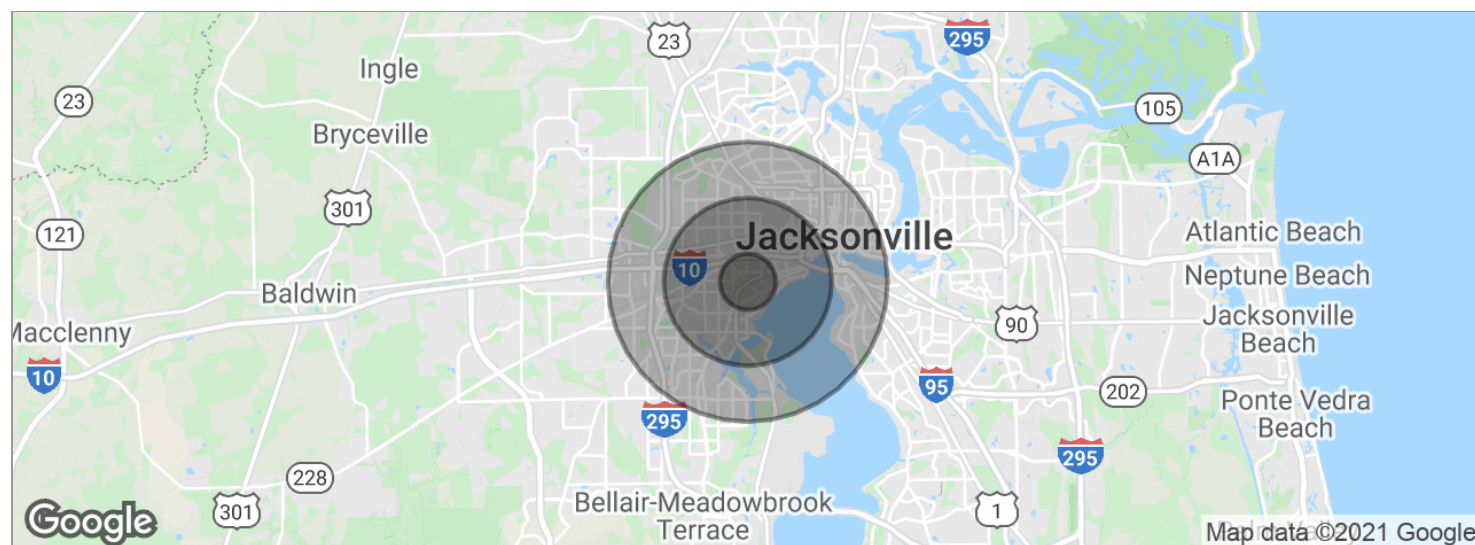 23
295
Ingle
23
105
Bryceville
A1A
301
121
Jacksonville
Atlantic Beach
10
Neptune Beach
Baldwin
Macclenny
90
Jacksonville
Beach
10
95
202
Ponte Vedra
Beach
295
295
228
Bellair-Meadowbrook
Terrace
301
1
Google
Map data ©2021 Google